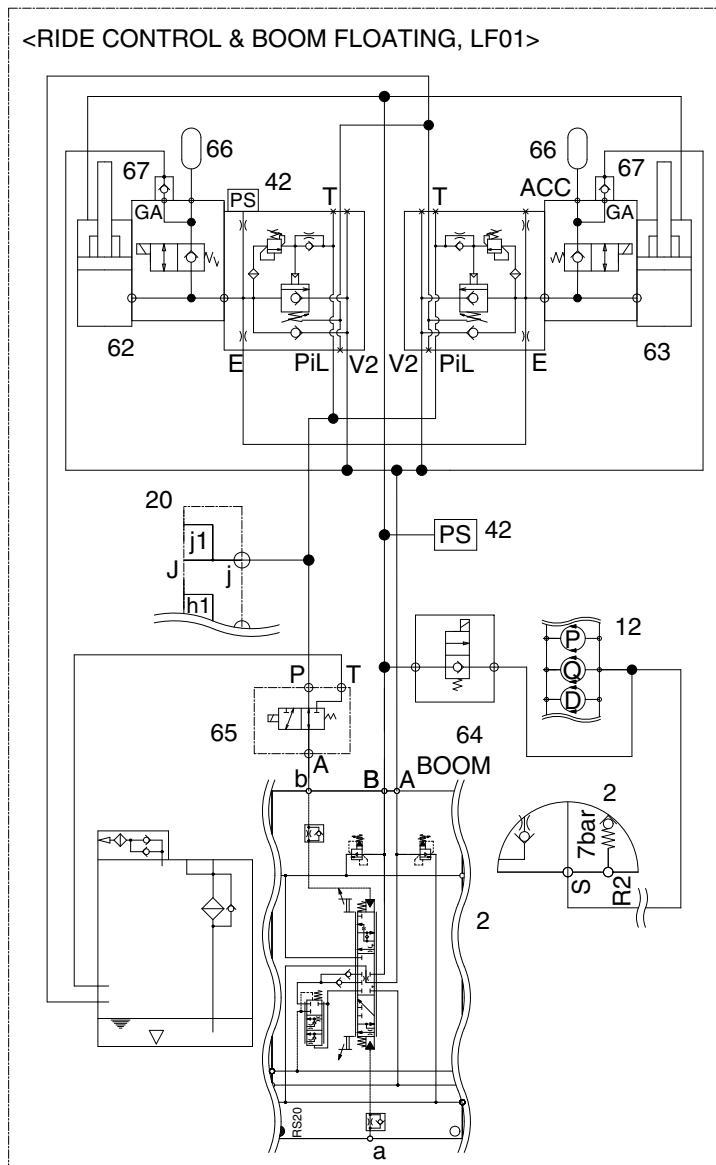 <RIDE CONTROL & BOOM FLOATING, LF01>
66 66
67 42 67
PS T T ACC
GA GA
62 63
E PiL V2 V2 PiL E
20
j1 PS 42
J j
h1 12
P
P T Q
D
65 64
A BOOM
b B A
2
7bar
S R2
2
RS20
a